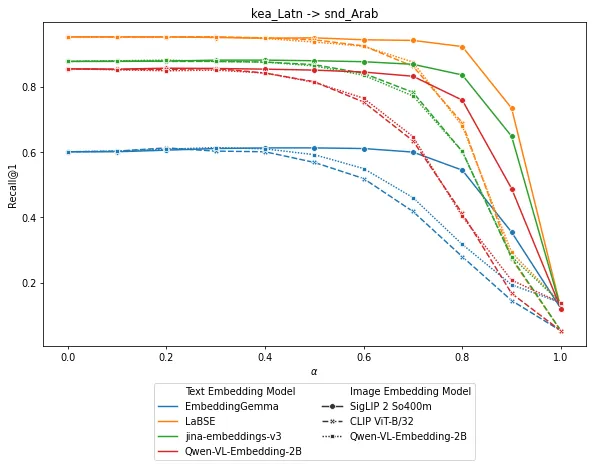 kea_Latn -> snd_Arab
Recall@1
0.8
0.6
0.4
0.2
0.0 0.2 0.4 0.6 0.8 1.0
α
Text Embedding Model
EmbeddingGemma
LaBSE
jina-embeddings-v3
Qwen-VL-Embedding-2B
Image Embedding Model
SigLIP 2 So400m
CLIP ViT-B/32
Qwen-VL-Embedding-2B